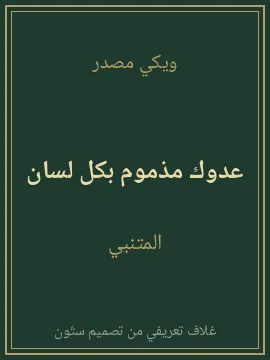 ويكي مصدر
عدوك مذموم بكل لسان
المتنبي
غلاف تعريفي من تصميم سثون